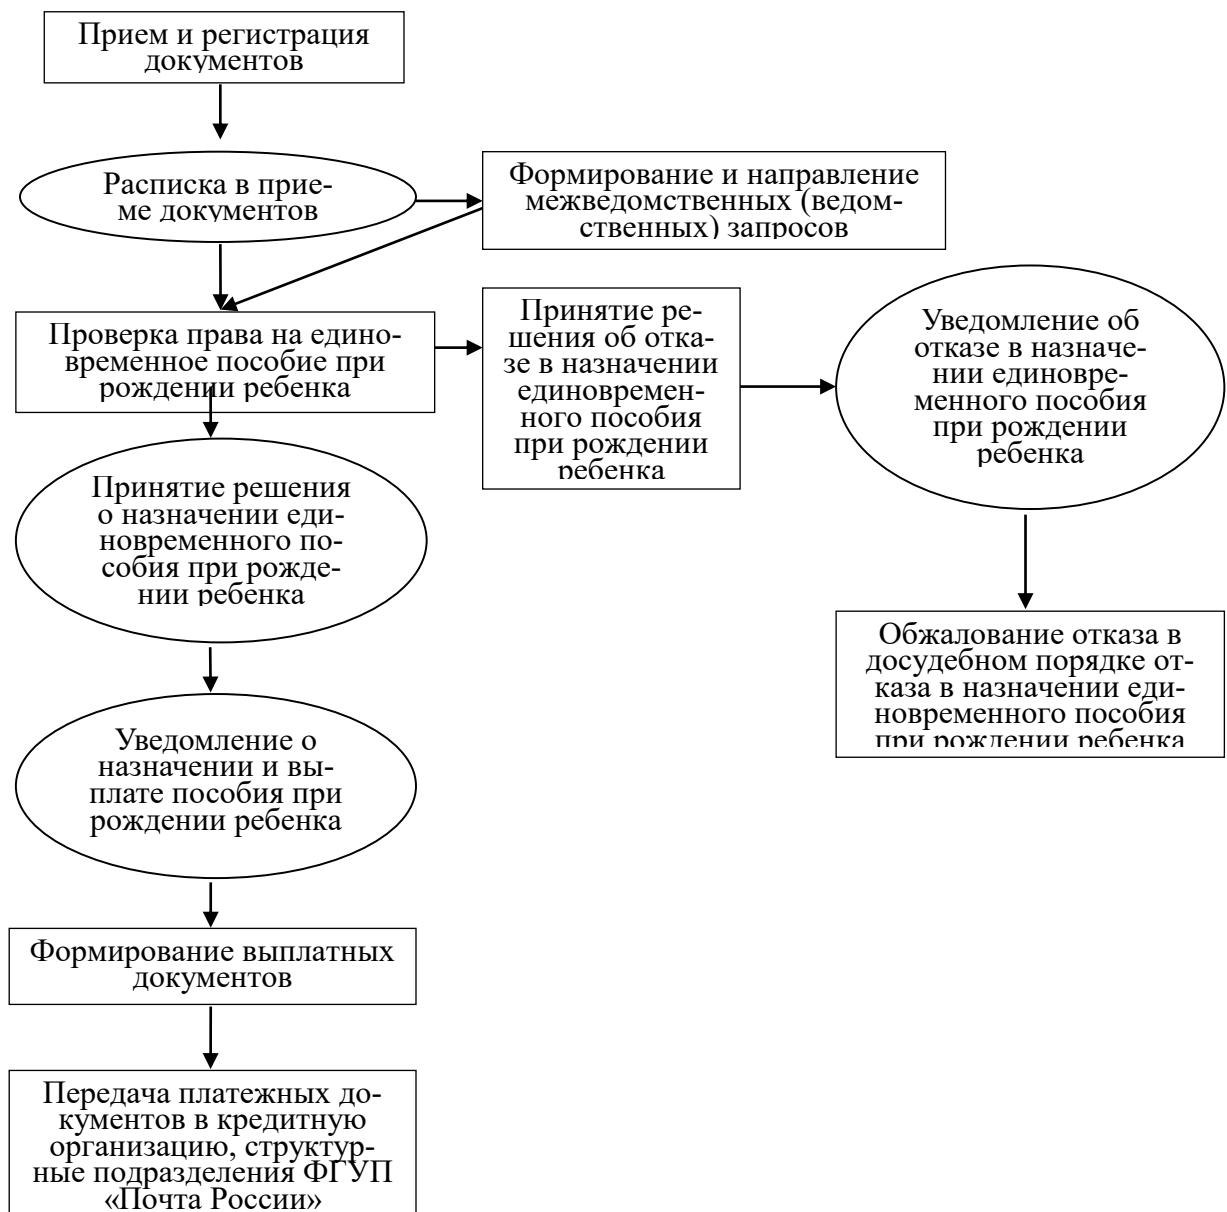 Прием и регистрация
документов
Расписка в прие-
ме документов
Формирование и направление
межведомственных (ведом-
ственных) запросов
Проверка права на едино-
временное пособие при
рождении ребенка
Принятие ре-
шения об отка-
зе в назначении
единовремен-
ного пособия
при рождении
ребенка
Уведомление об
отказе в назначе-
нии единовре-
менного пособия
при рождении
ребенка
Принятие решения
о назначении еди-
новременного по-
собия при рожде-
нии ребенка
Обжалование отказа в
досудебном порядке от-
каза в назначении еди-
новременного пособия
при рождении ребенка
Уведомление о
назначении и вы-
плате пособия при
рождении ребенка
Формирование выплатных
документов
Передача платежных до-
кументов в кредитную
организацию, структур-
ные подразделения ФГУП
«Почта России»